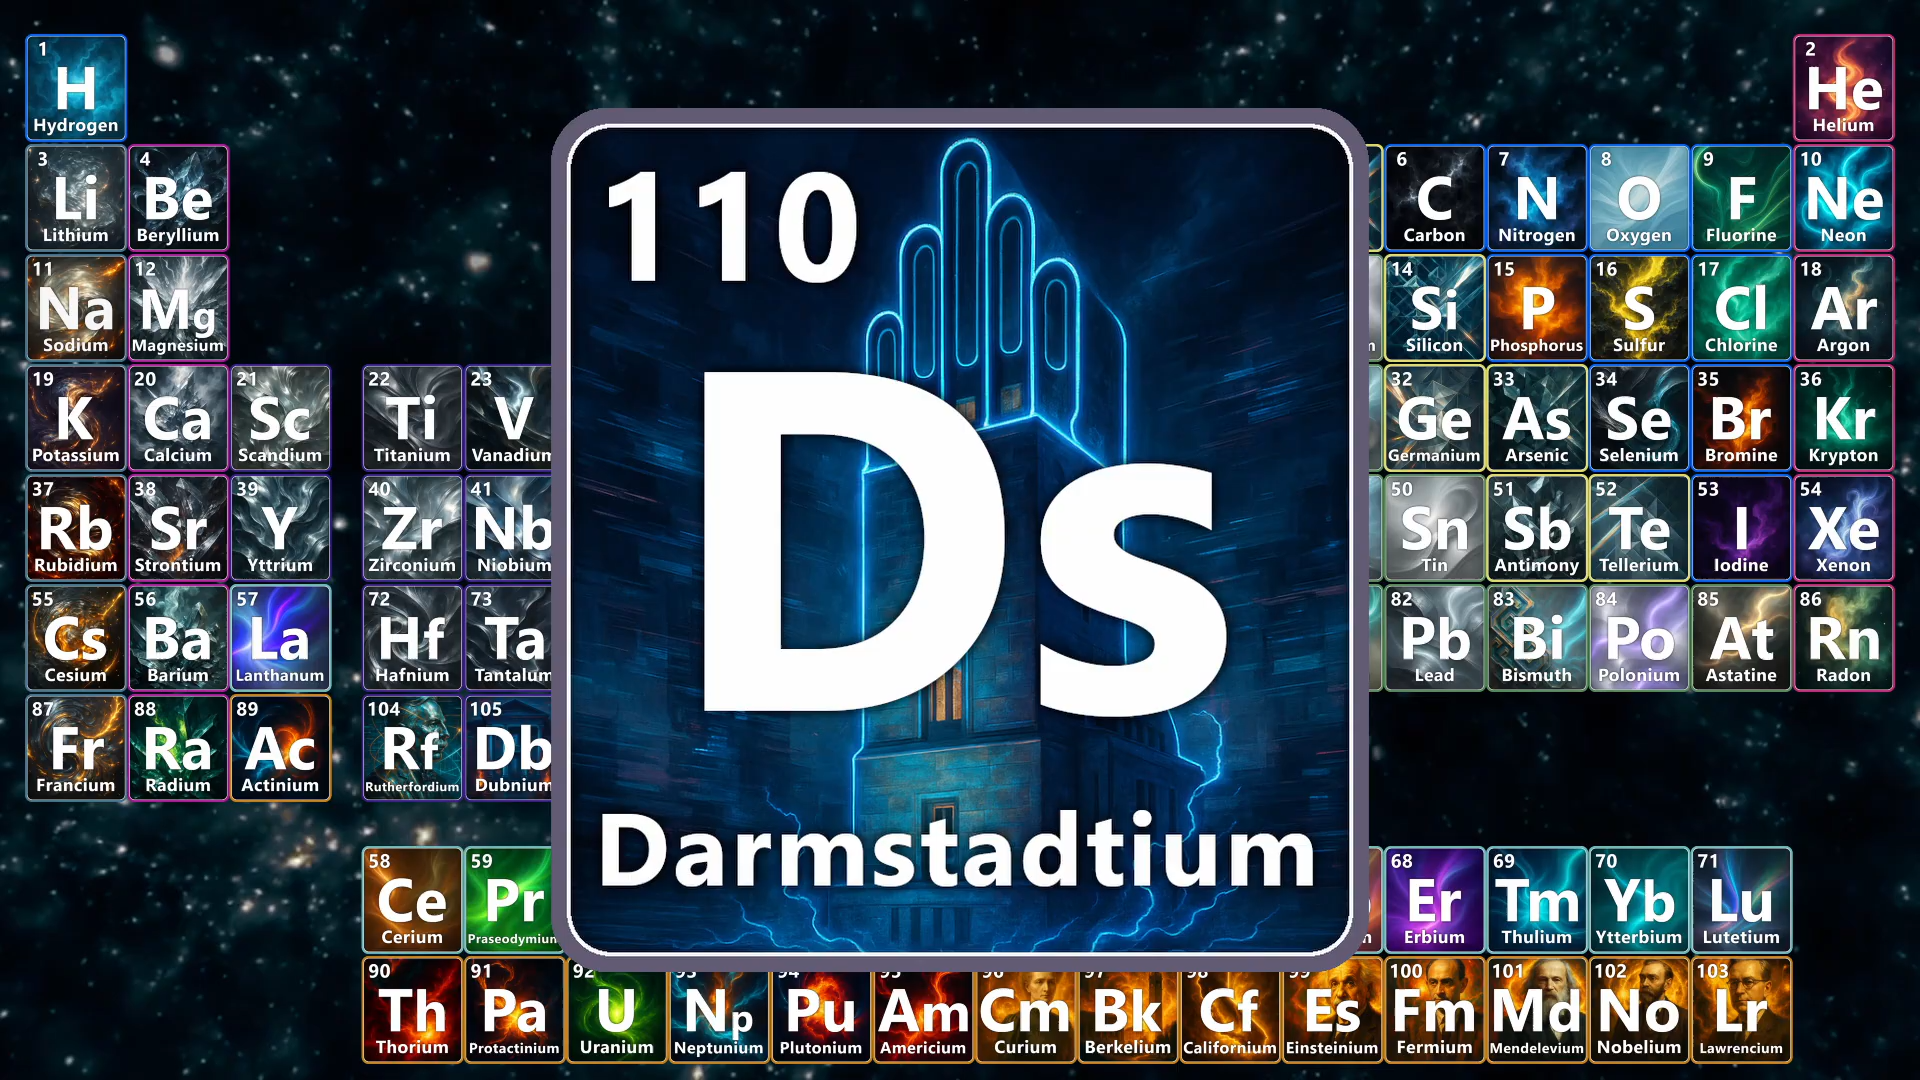 1
H
Hydrogen
2
He
Helium
3
Li
Lithium
4
Be
Beryllium
6
C
Carbon
7
N
Nitrogen
8
O
Oxygen
9
F
Fluorine
10
Ne
Neon
11
Na
Sodium
12
Mg
Magnesium
14
Si
Silicon
15
P
Phosphorus
16
S
Sulfur
17
Cl
Chlorine
18
Ar
Argon
19
K
Potassium
20
Ca
Calcium
21
Sc
Scandium
22
Ti
Titanium
23
V
Vanadium
32
Ge
Germanium
33
As
Arsenic
34
Se
Selenium
35
Br
Bromine
36
Kr
Krypton
37
Rb
Rubidium
38
Sr
Strontium
39
Y
Yttrium
40
Zr
Zirconium
41
Nb
Niobium
50
Sn
Tin
51
Sb
Antimony
52
Te
Tellerium
53
I
Iodine
54
Xe
Xenon
55
Cs
Cesium
56
Ba
Barium
57
La
Lanthanum
72
Hf
Hafnium
73
Ta
Tantalum
82
Pb
Lead
83
Bi
Bismuth
84
Po
Polonium
85
At
Astatine
86
Rn
Radon
87
Fr
Francium
88
Ra
Radium
89
Ac
Actinium
104
Rf
Rutherfordium
105
Db
Dubnium
110
Ds
Darmstadtium
58
Ce
Cerium
59
Pr
Praseodymium
68
Er
Erbium
69
Tm
Thulium
70
Yb
Ytterbium
71
Lu
Lutetium
90
Th
Thorium
91
Pa
Protactinium
92
U
Uranium
93
Np
Neptunium
94
Pu
Plutonium
95
Am
Americium
96
Cm
Curium
97
Bk
Berkelium
98
Cf
Californium
99
Es
Einsteinium
100
Fm
Fermium
101
Md
Mendelevium
102
No
Nobelium
103
Lr
Lawrencium